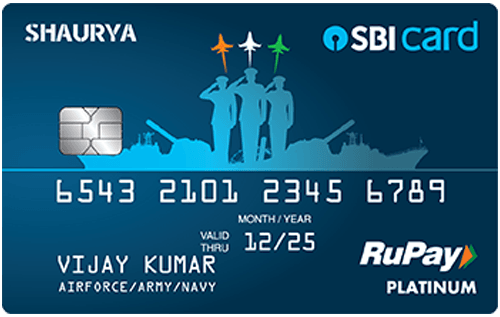 SHAURYA
SBI card
6543 2101 2345 6789
MONTH / YEAR
VALID
THRU 12/25
VIJAY KUMAR
AIRFORCE/ARMY/NAVY
RuPay
PLATINUM